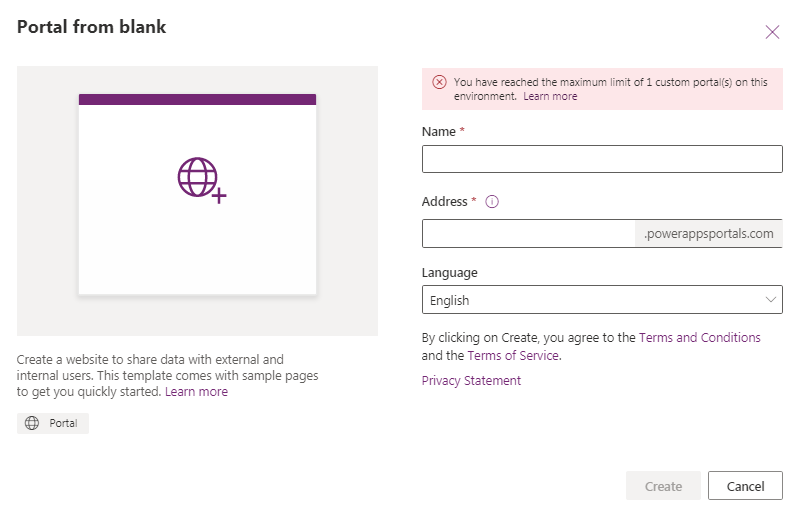 Portal from blank
You have reached the maximum limit of 1 custom portal(s) on this
environment. Learn more
Name *
Address *
.powerappsportals.com
Language
English
By clicking on Create, you agree to the Terms and Conditions
and the Terms of Service.
Privacy Statement
Create a website to share data with external and
internal users. This template comes with sample pages
to get you quickly started. Learn more
Portal
Create
Cancel